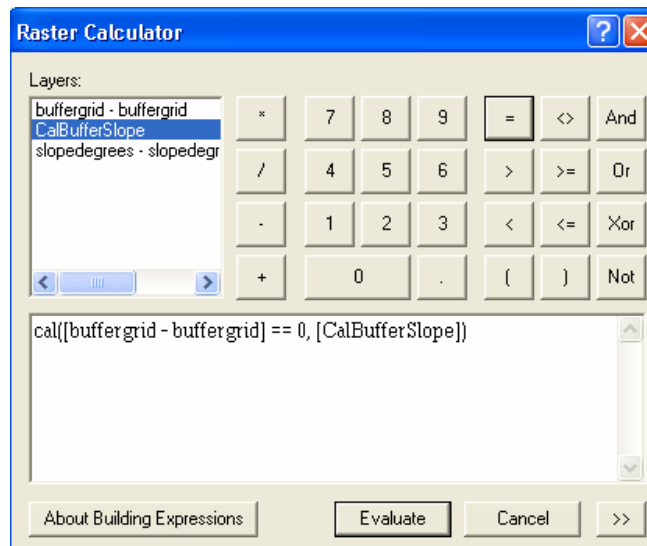 Raster Calculator
Layers:
buffergrid - buffergrid
CalBufferSlope
slopedegrees - slopedegr
* 7 8 9 = <> And
/ 4 5 6 > >= Or
- 1 2 3 < <= Xor
+ 0 . ( ) Not
cal([buffergrid - buffergrid] == 0, [CalBufferSlope])
About Building Expressions
Evaluate
Cancel
>>